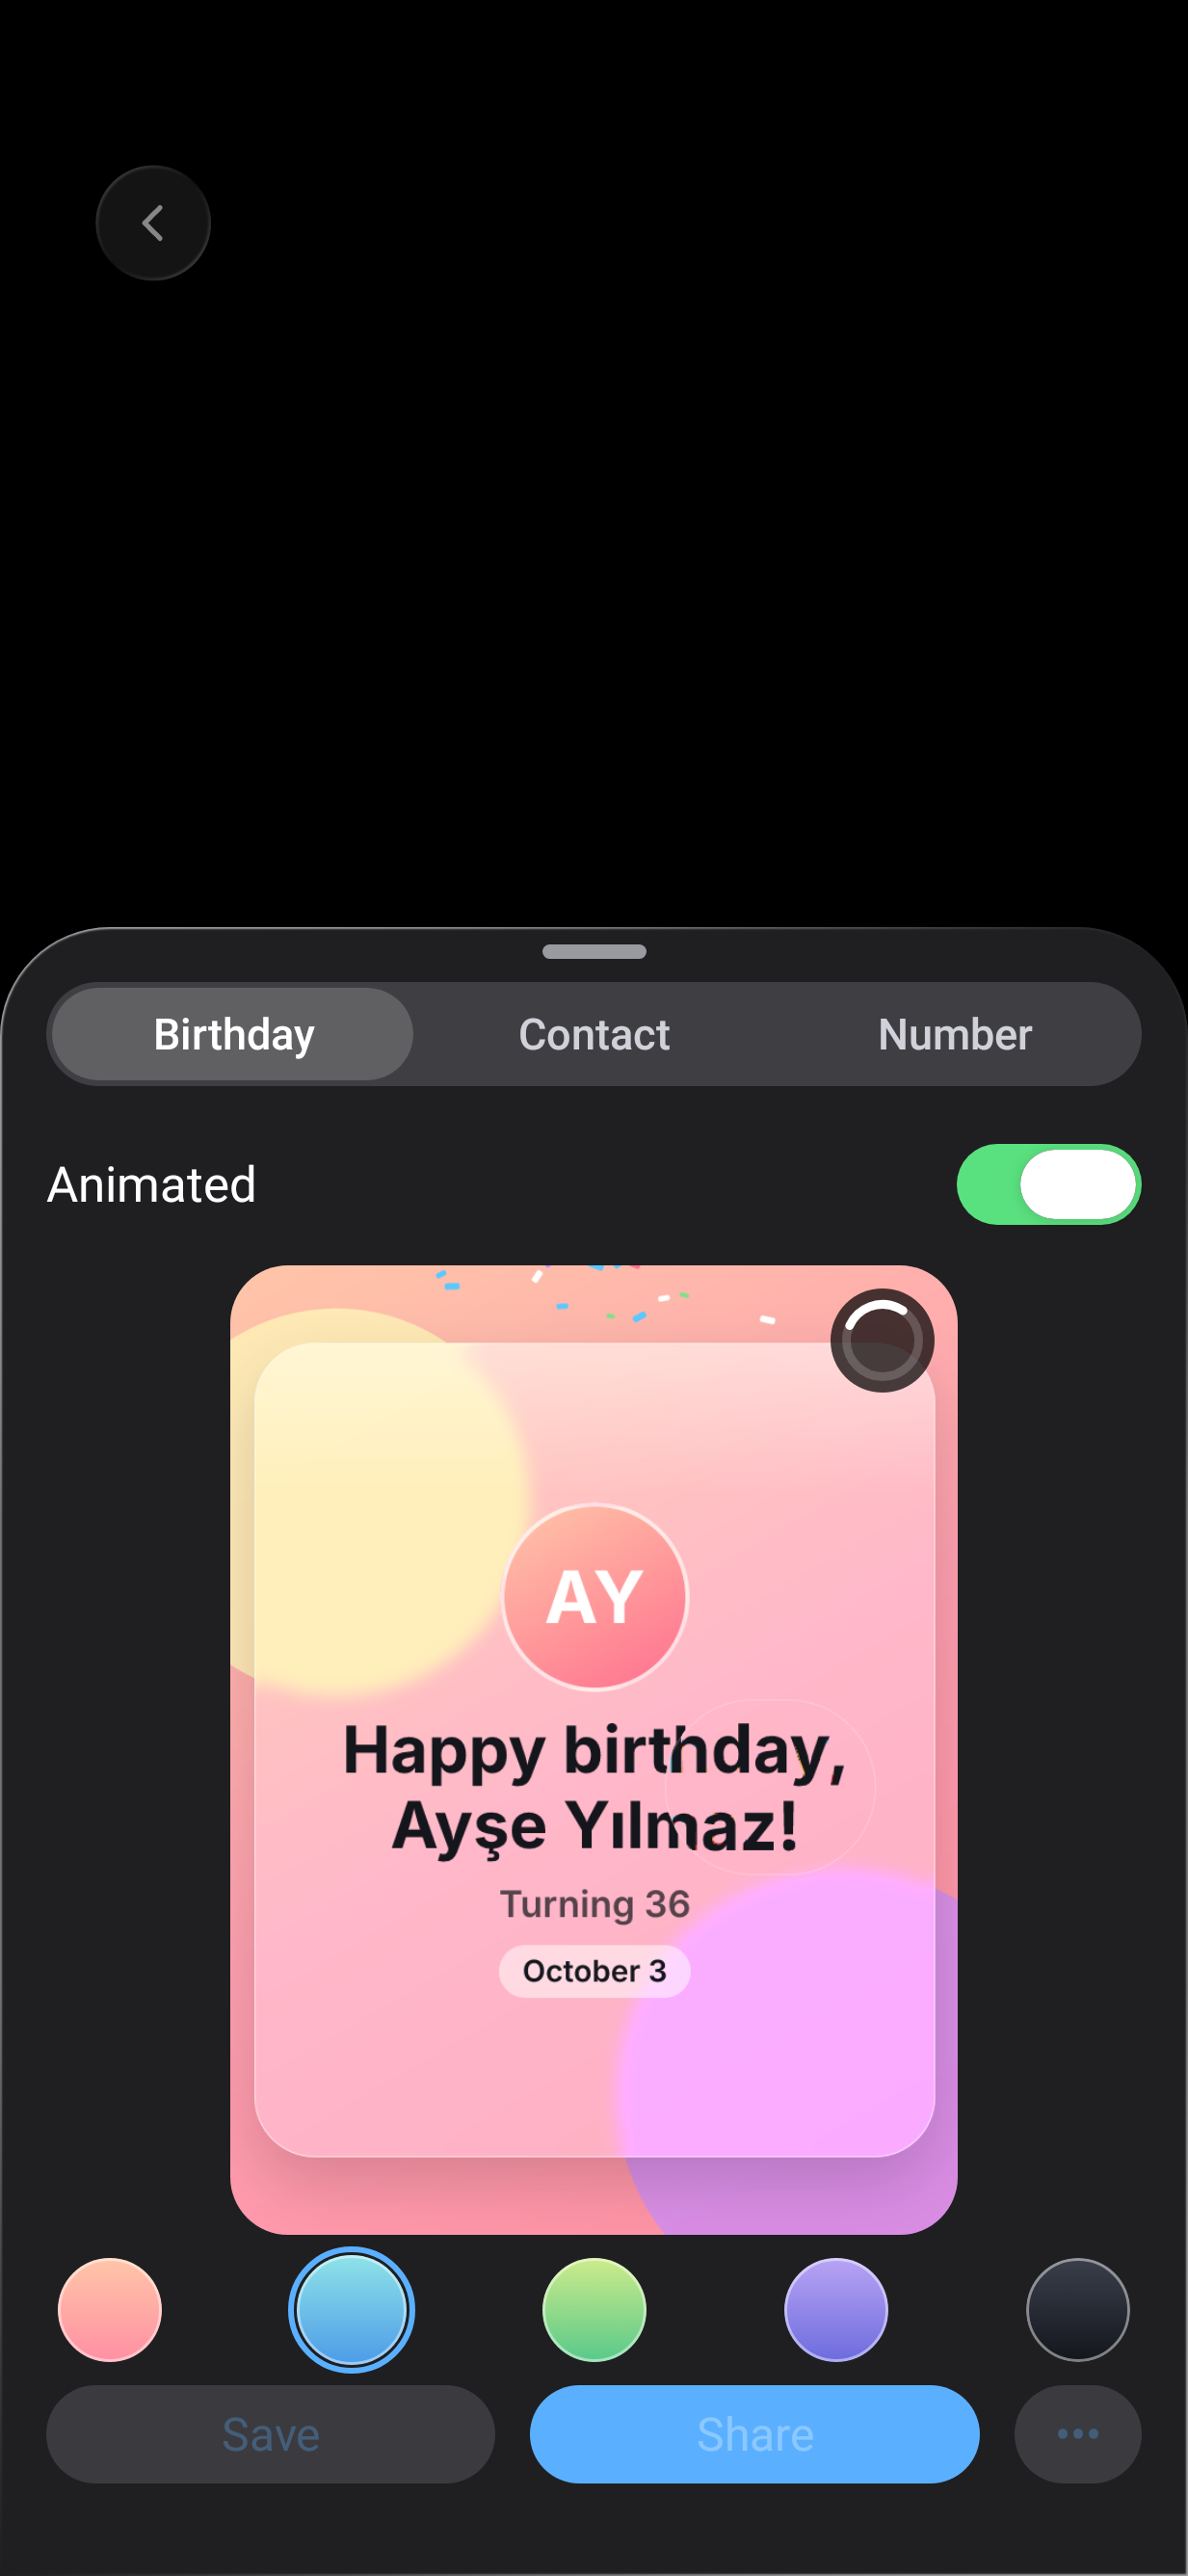 Birthday
Contact
Number
Animated
AY
Happy birthday,
Ayşe Yılmaz!
Turning 36
October 3
Save
Share